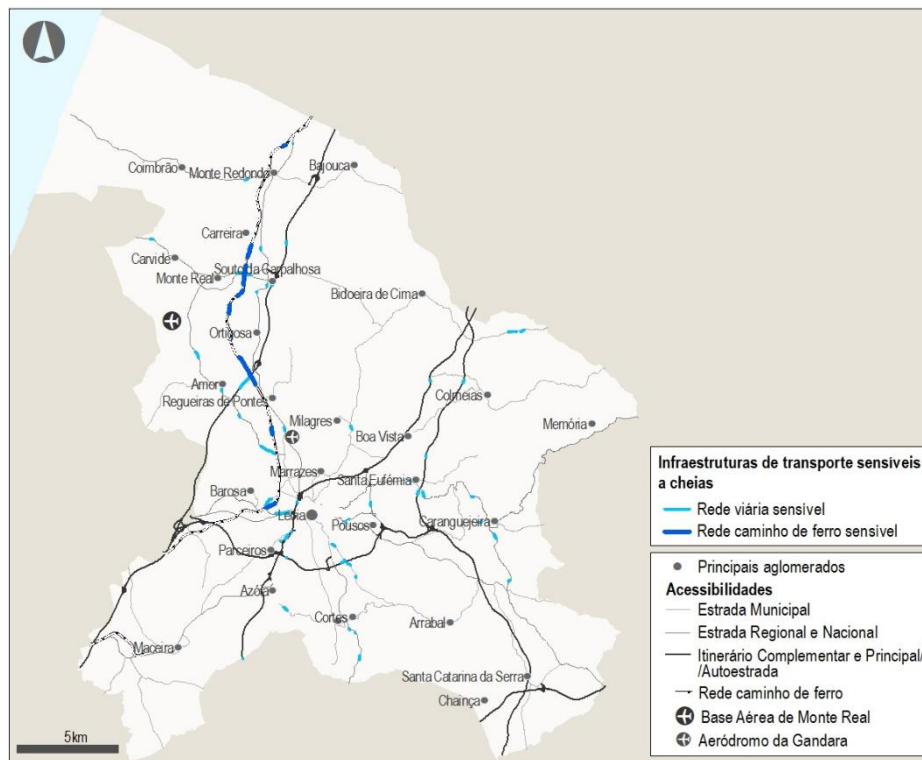 Coimbrão
Monte Redondo
Bajouca
Carreira
Carvide
Souto da Carpalhosa
Monte Real
Bidoeira de Cima
Ortigosa
Amor
Regueiras de Pontes
Colmeias
Milagres
Memória
Boa Vista
Marrazes
Santa Eufémia
Barosa
Leiria
Pousos
Caranguejeira
Parceiros
Azóia
Cortes
Arrabal
Maceira
Santa Catarina da Serra
Chainça
5km
Infraestruturas de transporte sensíveis
a cheias
Rede viária sensível
Rede caminho de ferro sensível
Principais aglomerados
Acessibilidades
Estrada Municipal
Estrada Regional e Nacional
Itinerário Complementar e Principal/
/Autoestrada
Rede caminho de ferro
Base Aérea de Monte Real
Aeródromo da Gandara